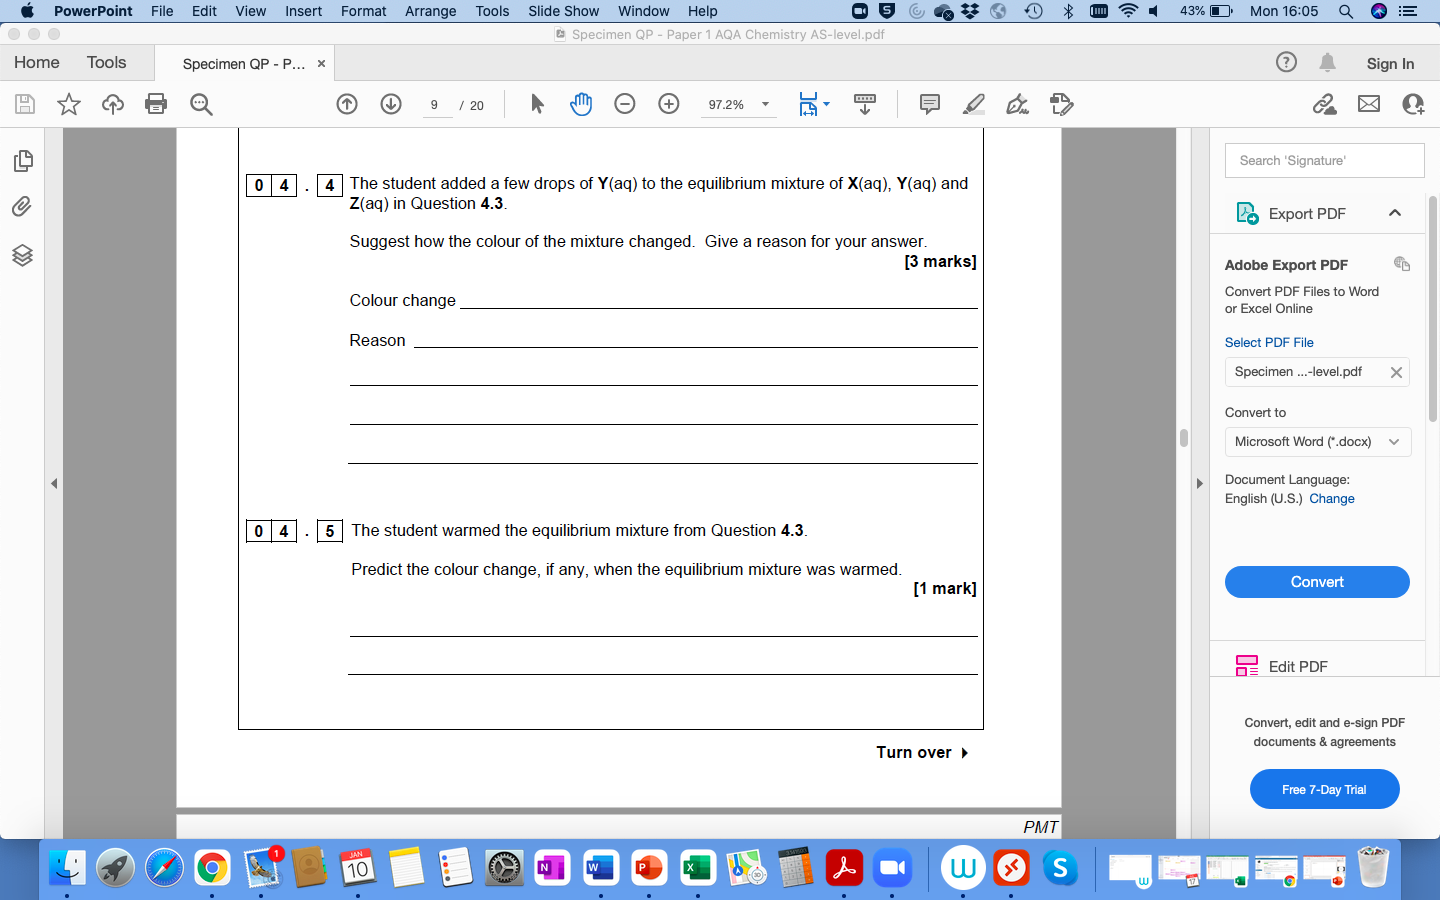 PowerPoint File Edit View Insert Format Arrange Tools Slide Show Window Help 43% Mon 16:05
Specimen QP - Paper 1 AQA Chemistry AS-level.pdf
Home Tools Specimen QP - P... × Sign In
9 / 20 97.2%
Search 'Signature'
Export PDF
Adobe Export PDF
Convert PDF Files to Word
or Excel Online
Select PDF File
Specimen ...-level.pdf
Convert to
Microsoft Word (*.docx)
Document Language:
English (U.S.) Change
Convert
Edit PDF
Convert, edit and e-sign PDF
documents & agreements
Free 7-Day Trial
0 4 . 4 The student added a few drops of Y(aq) to the equilibrium mixture of X(aq), Y(aq) and
Z(aq) in Question 4.3.
Suggest how the colour of the mixture changed. Give a reason for your answer.
[3 marks]
Colour change
Reason
0 4 . 5 The student warmed the equilibrium mixture from Question 4.3.
Predict the colour change, if any, when the equilibrium mixture was warmed.
[1 mark]
Turn over
PMT
1
JAN
10